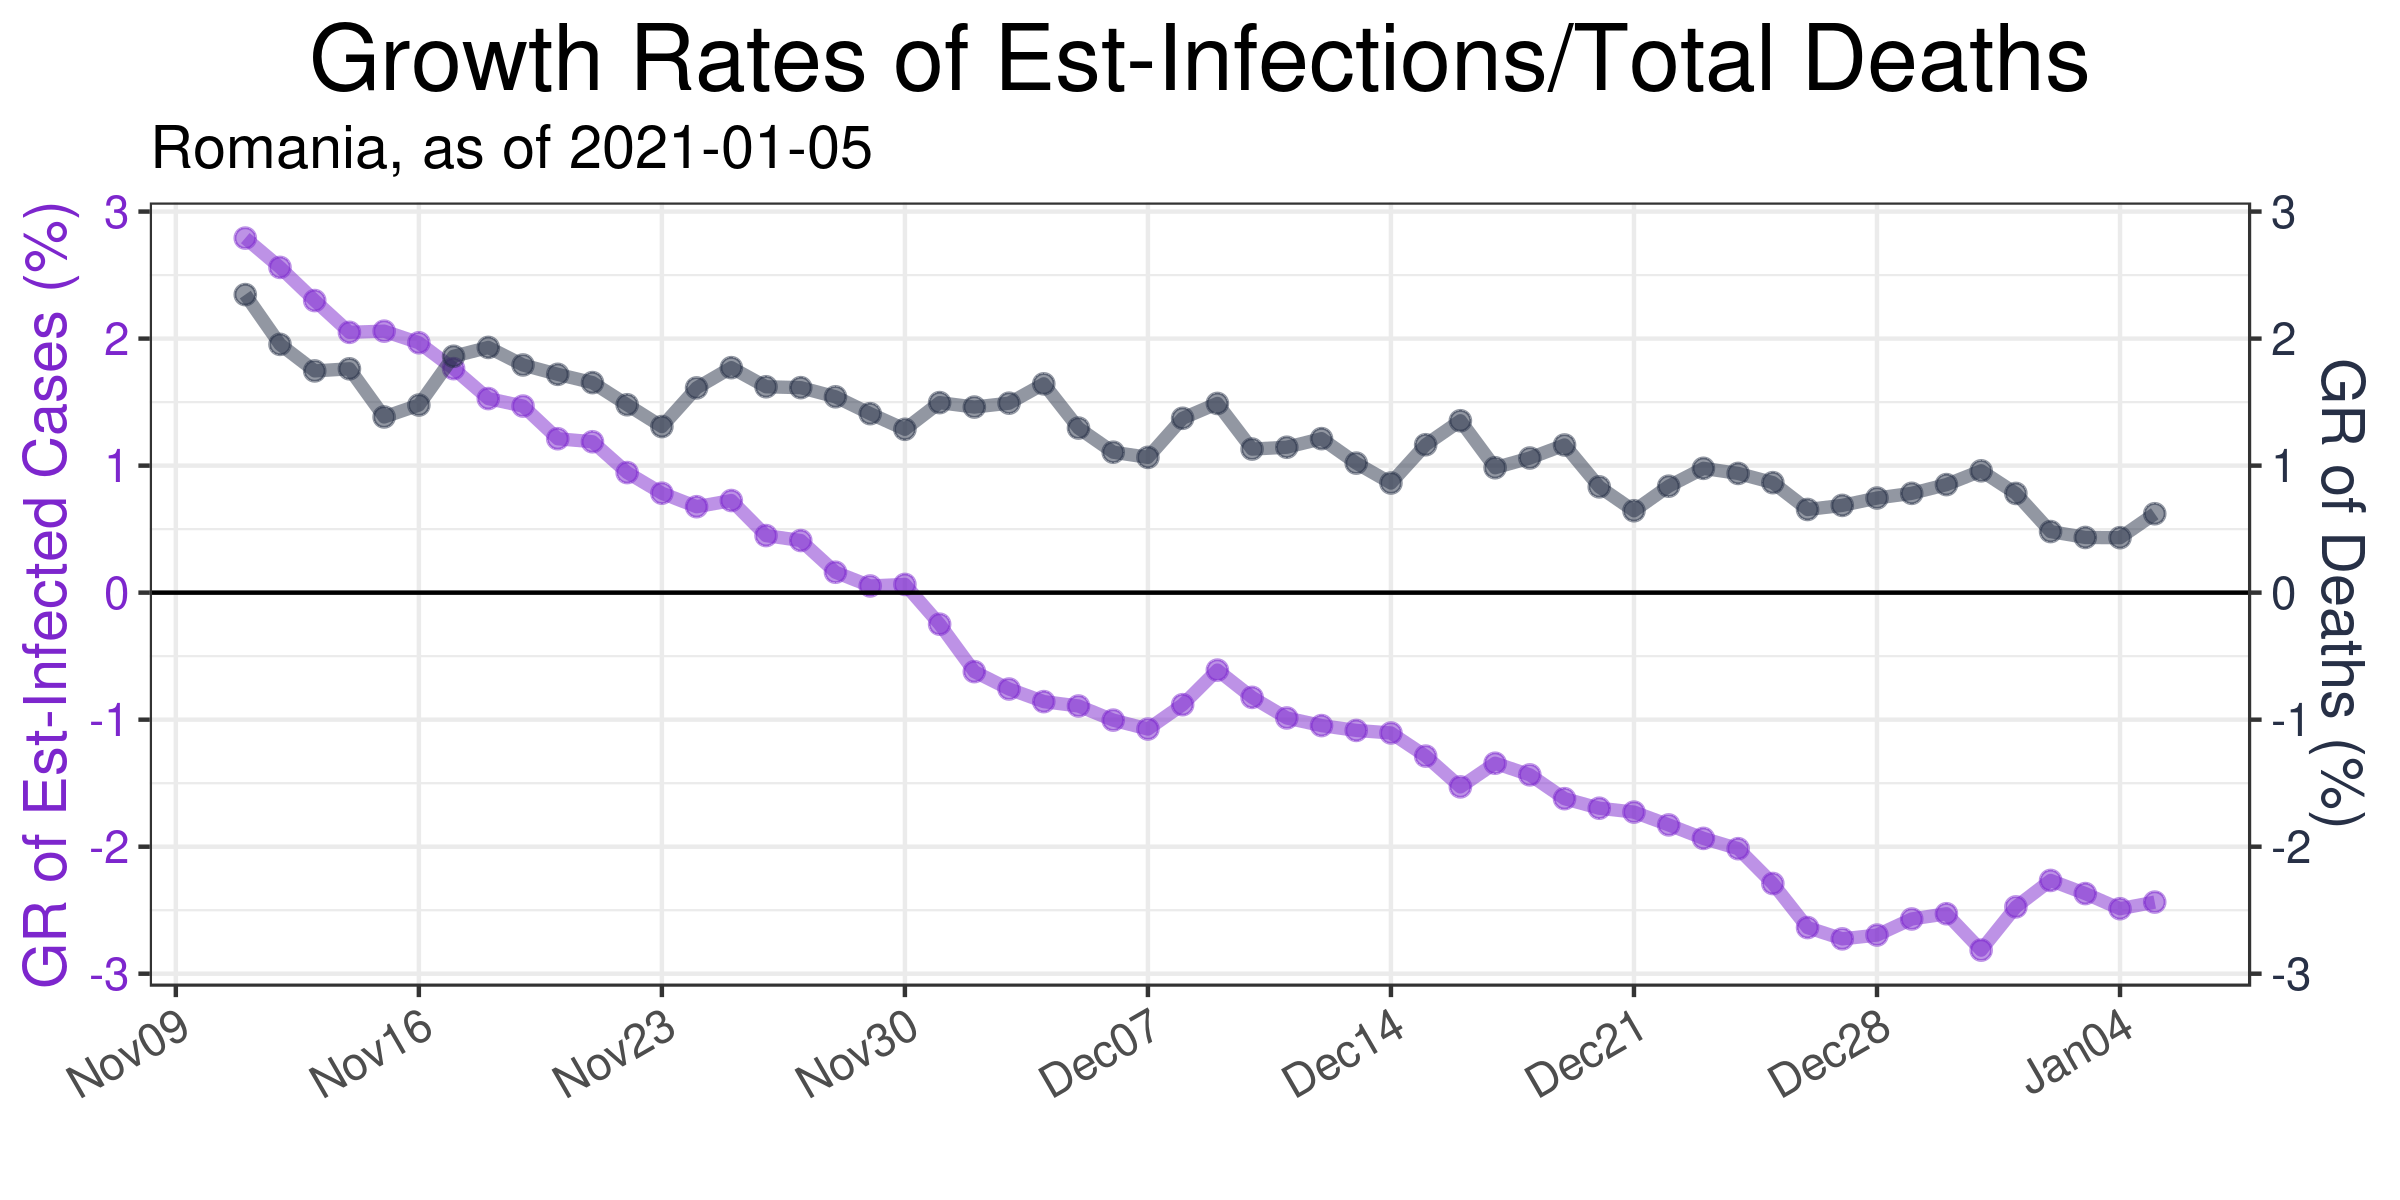 Growth Rates of Est-Infections/Total Deaths
Romania, as of 2021-01-05
GR of Est-Infected Cases (%)
3
2
1
0
-1
-2
-3
3
2
1
0
-1
-2
-3
GR of Deaths (%)
Nov09
Nov16
Nov23
Nov30
Dec07
Dec14
Dec21
Dec28
Jan04